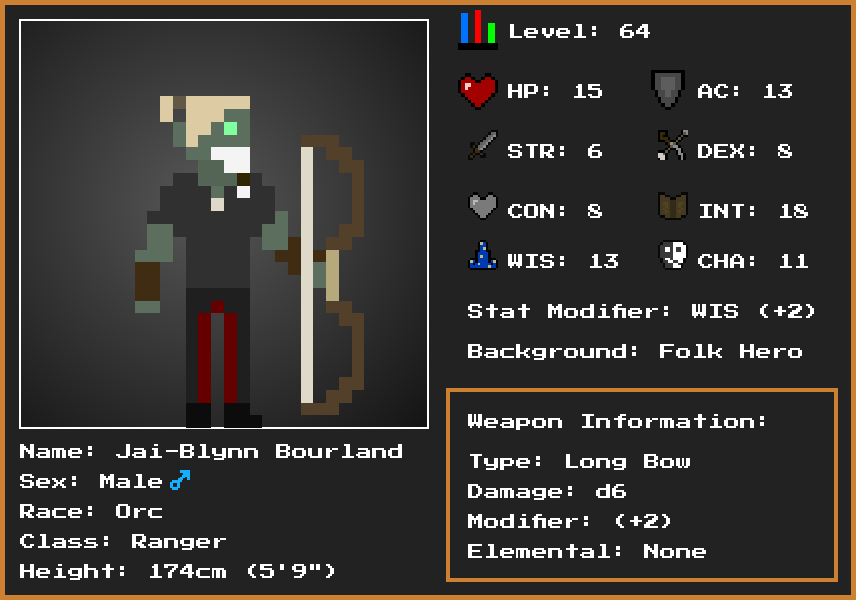 Level: 64
HP: 15 AC: 13
STR: 6 DEX: 8
CON: 8 INT: 18
WIS: 13 CHA: 11
Stat Modifier: WIS (+2)
Background: Folk Hero
Weapon Information:
Type: Long Bow
Damage: d6
Modifier: (+2)
Elemental: None
Name: Jai-Blynn Bourland
Sex: Male ♂
Race: Orc
Class: Ranger
Height: 174cm (5'9")